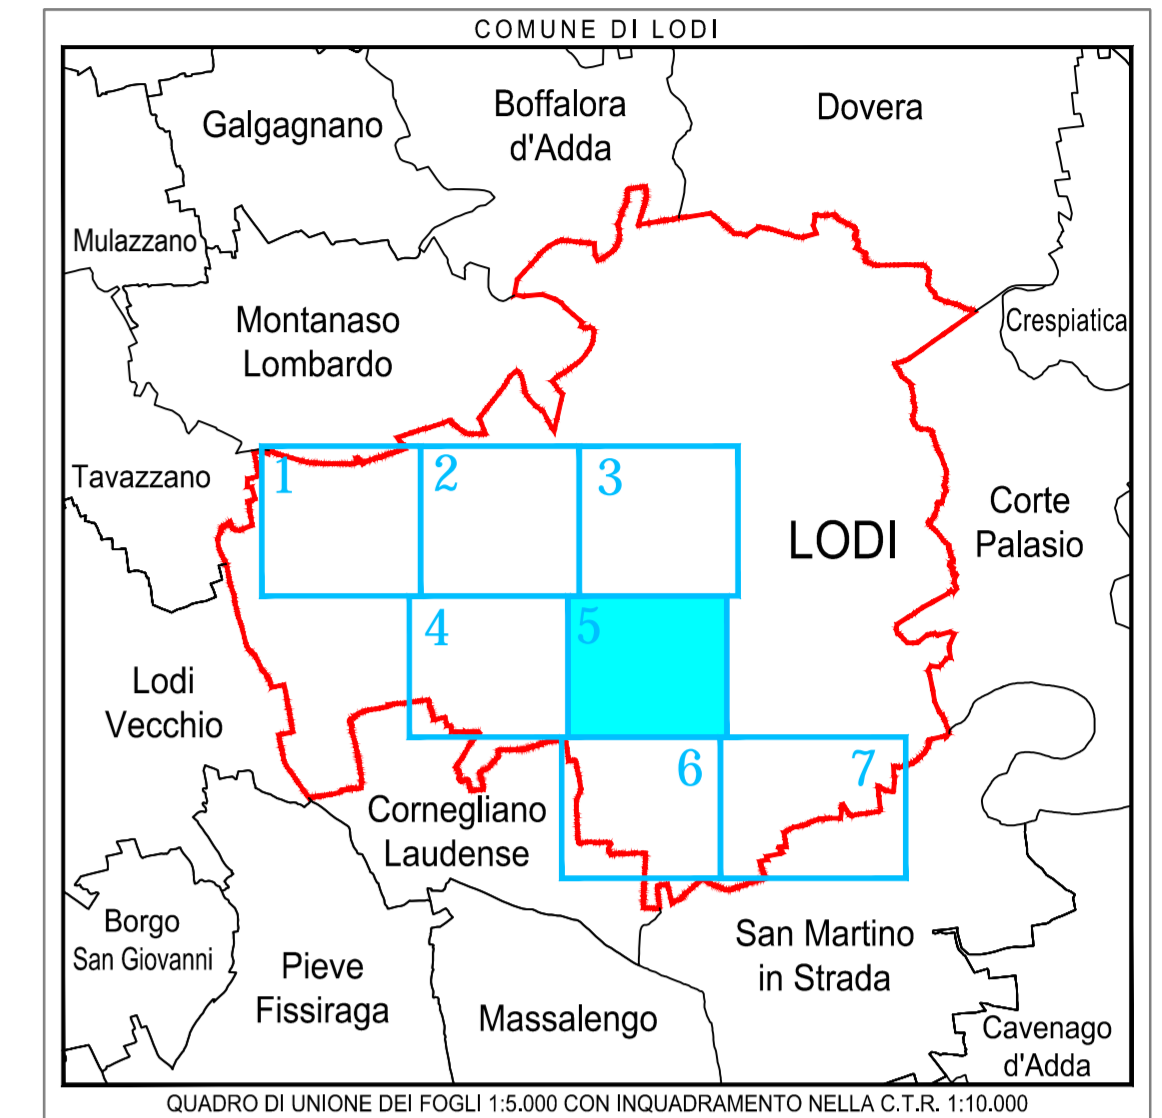 COMUNE DI LODI
Galgagnano
Boffalora
d'Adda
Dovera
Mulazzano
Montanaso
Lombardo
Crespiatica
Tavazzano
1
2
3
LODI
Corte
Palasio
4
5
Lodi
Vecchio
6
7
Cornegliano
Laudense
Borgo
San Giovanni
Pieve
Fissiraga
Massalengo
San Martino
in Strada
Cavenago
d'Adda
QUADRO DI UNIONE DEI FOGLI 1:5.000 CON INQUADRAMENTO NELLA C.T.R. 1:10.000